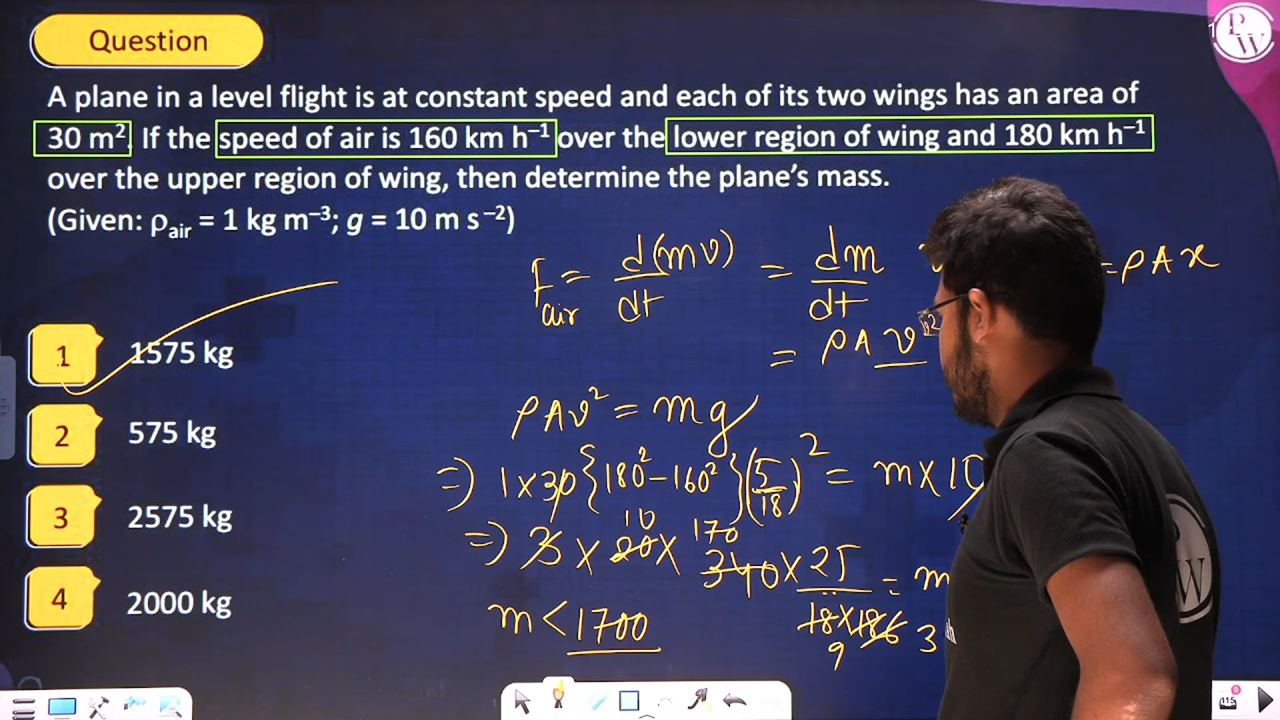 Question
A plane in a level flight is at constant speed and each of its two wings has an area of
30 m². If the speed of air is 160 km h⁻¹ over the lower region of wing and 180 km h⁻¹
over the upper region of wing, then determine the plane's mass.
(Given: ρair = 1 kg m⁻³; g = 10 m s⁻²)
F air = d(mv)/dt = dm/dt = ρAx
= ρAv²
ρAv² = mg
⇒ 1×30{180²−160²}(5/18)² = m×10
⇒ 3×20×340×25/18×18 = m
10 170
9 6 3
m<1700
1 1575 kg
2 575 kg
3 2575 kg
4 2000 kg
PW
W
115